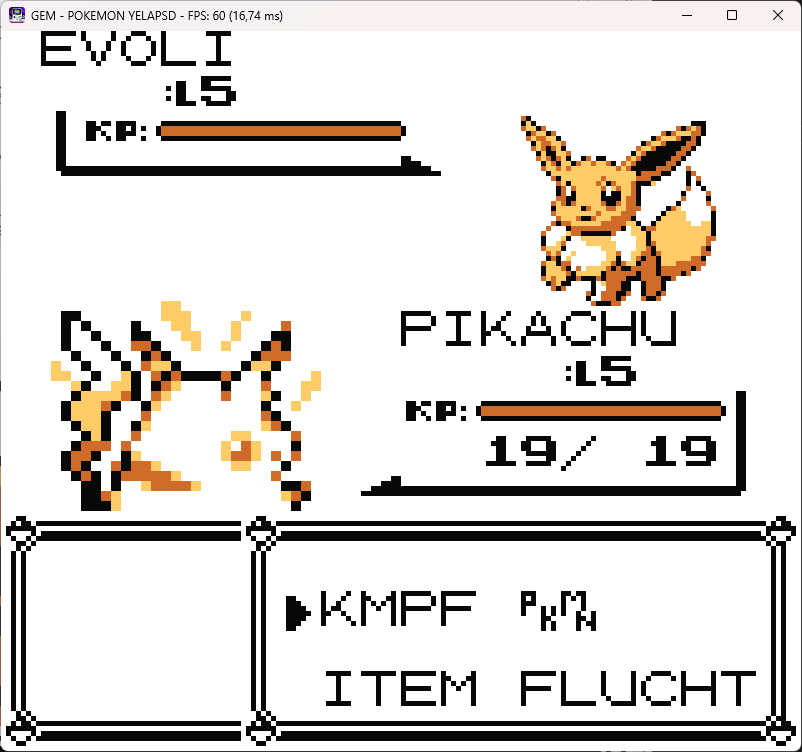 GEM - POKEMON YELAPSD - FPS: 60 (16,74 ms)
EVOLI
:L5
KP:
PIKACHU
:L5
KP:
19/ 19
KMPF PKMN
ITEM FLUCHT